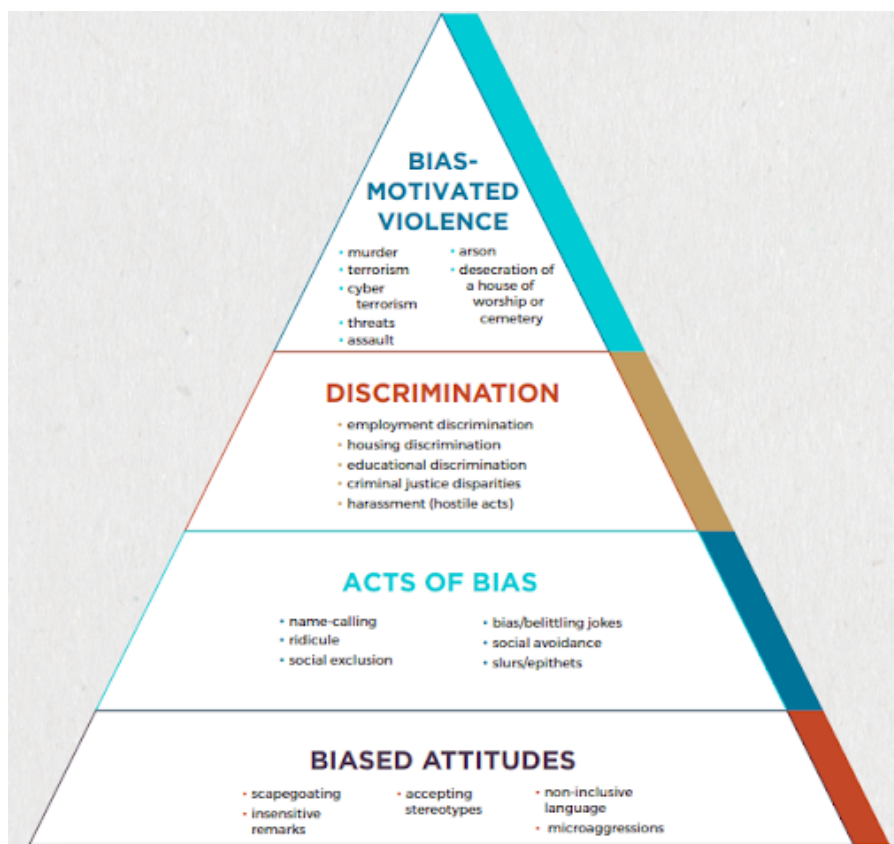 BIAS-
MOTIVATED
VIOLENCE
• murder
• terrorism
• cyber
terrorism
• threats
• assault
• arson
• desecration of
a house of
worship or
cemetery
DISCRIMINATION
• employment discrimination
• housing discrimination
• educational discrimination
• criminal justice disparities
• harassment (hostile acts)
ACTS OF BIAS
• name-calling
• ridicule
• social exclusion
• bias/belittling jokes
• social avoidance
• slurs/epithets
BIASED ATTITUDES
• scapegoating
• insensitive
remarks
• accepting
stereotypes
• non-inclusive
language
• microaggressions